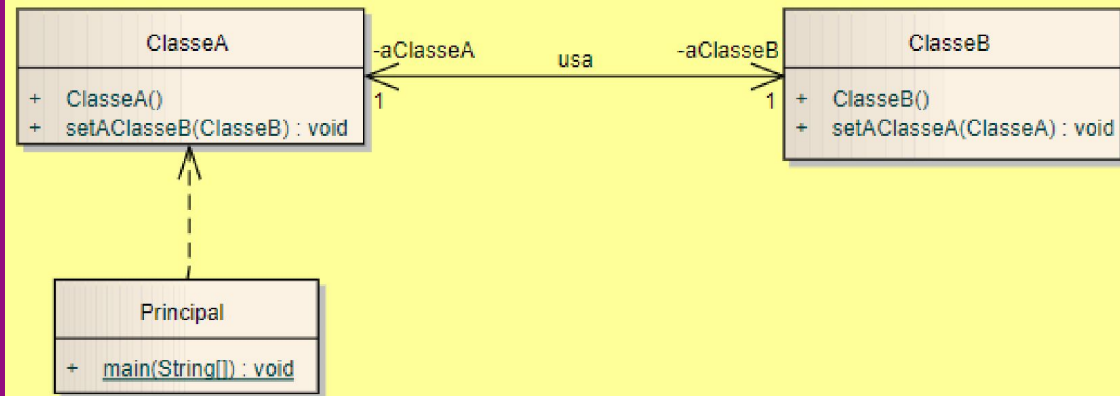 ClasseA
+ ClasseA()
+ setAClasseB(ClasseB) : void
-aClasseA
1
usa
-aClasseB
1
ClasseB
+ ClasseB()
+ setAClasseA(ClasseA) : void
Principal
+ main(String[]) : void